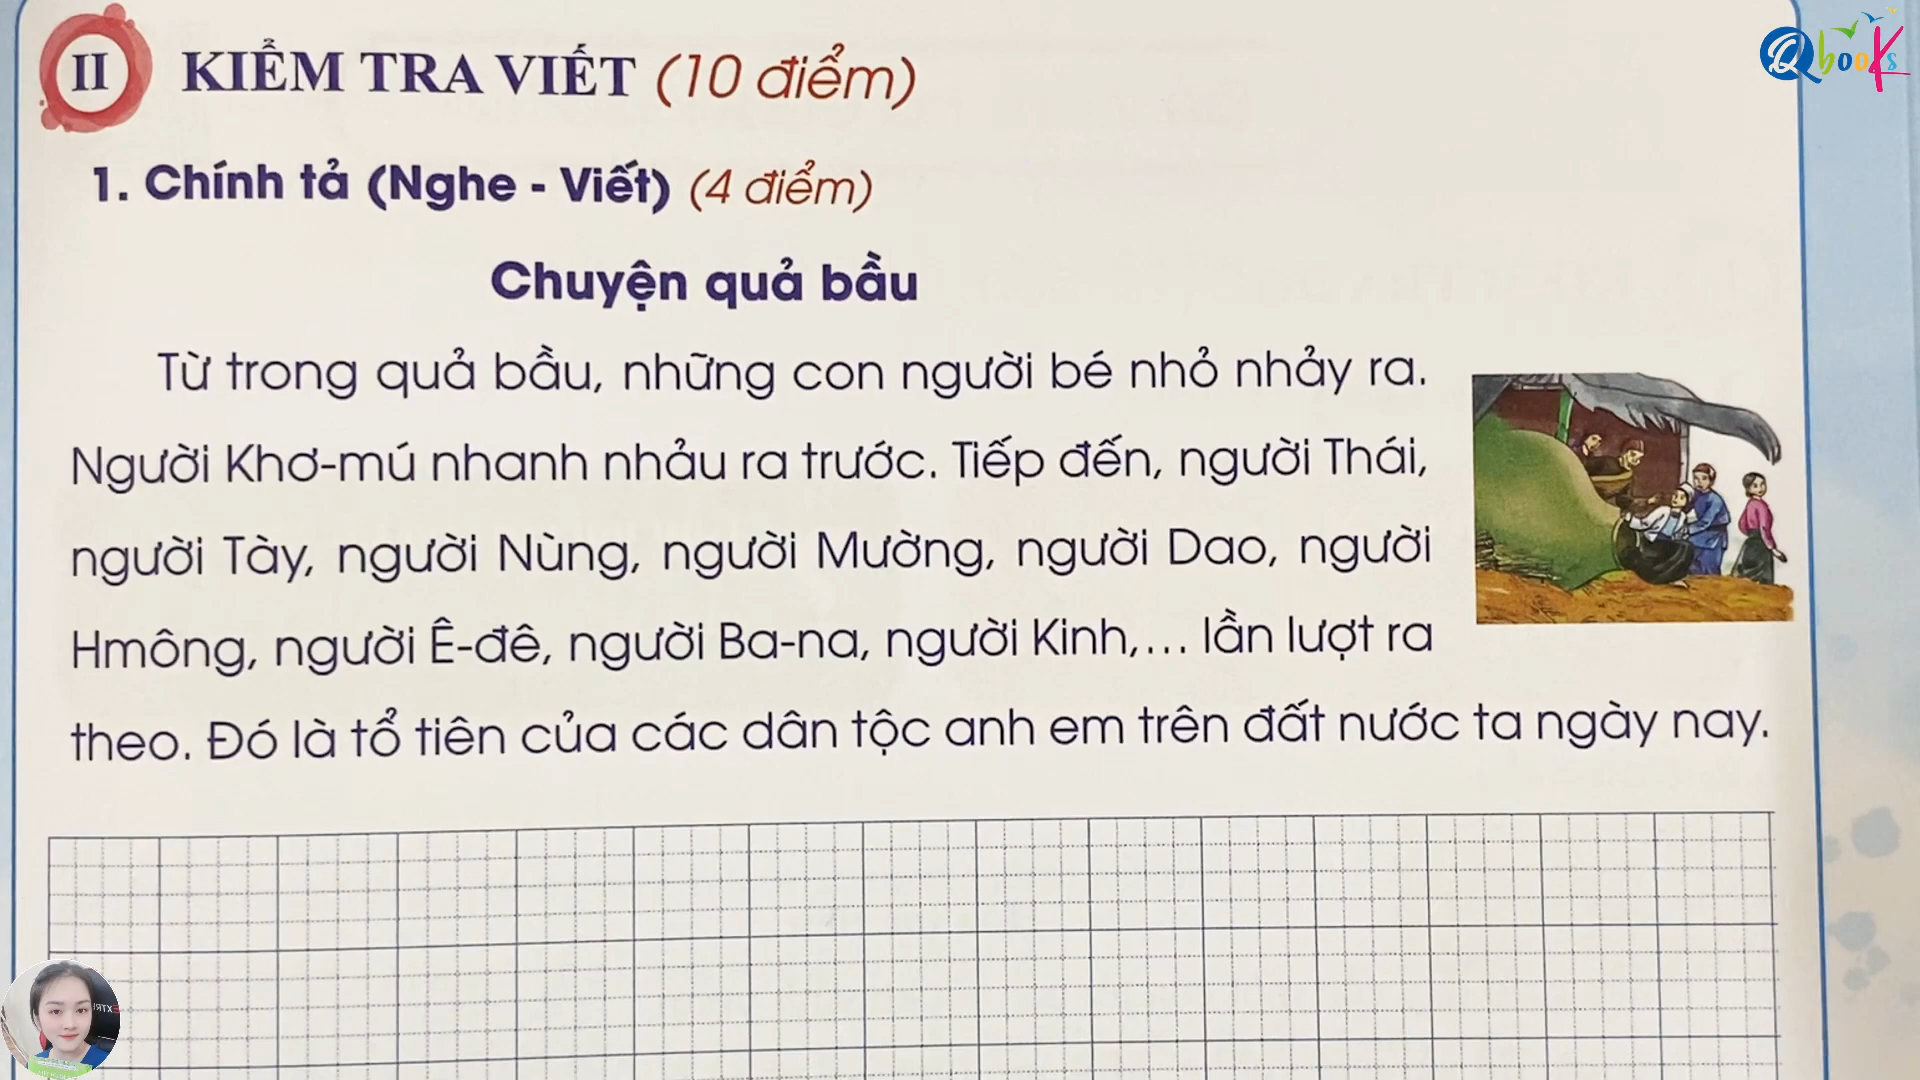 Qbooks
II KIỂM TRA VIẾT (10 điểm)
1. Chính tả (Nghe - Viết) (4 điểm)
Chuyện quả bầu
Từ trong quả bầu, những con người bé nhỏ nhảy ra.
Người Khơ-mú nhanh nhảu ra trước. Tiếp đến, người Thái,
người Tày, người Nùng, người Mường, người Dao, người
Hmông, người Ê-đê, người Ba-na, người Kinh,... lần lượt ra
theo. Đó là tổ tiên của các dân tộc anh em trên đất nước ta ngày nay.